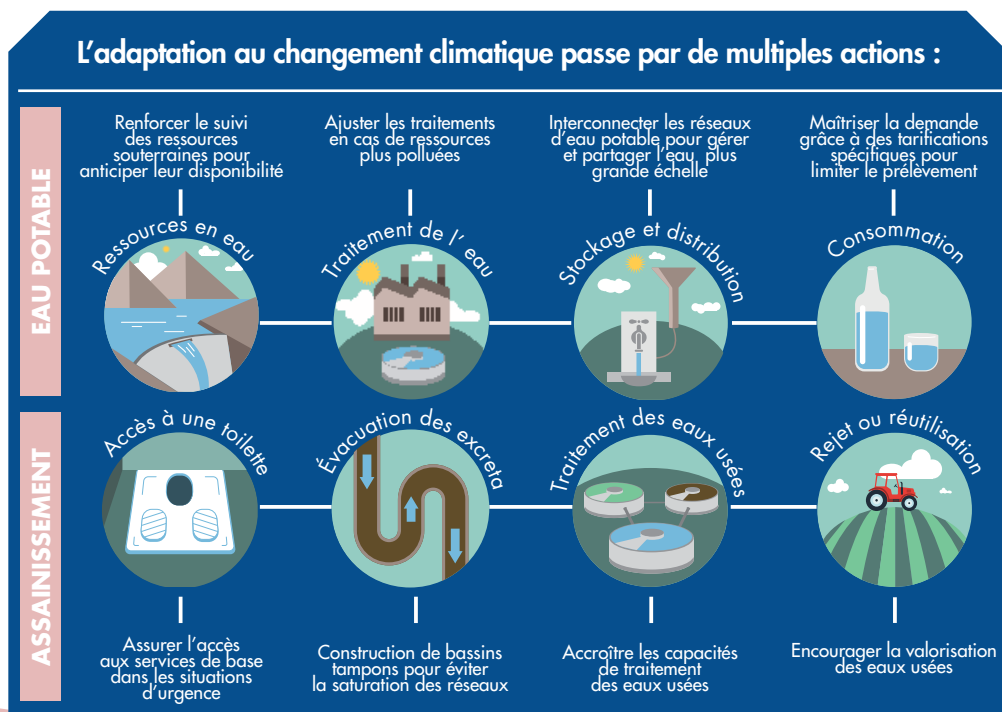 L'adaptation au changement climatique passe par de multiples actions :
EAU POTABLE
Renforcer le suivi
des ressources
souterraines pour
anticiper leur disponibilité
Ajuster les traitements
en cas de ressources
plus polluées
Interconnecter les réseaux
d'eau potable pour gérer
et partager l'eau plus
grande échelle
Maîtriser la demande
grâce à des tarifications
spécifiques pour
limiter le prélèvement
Ressources en eau
Traitement de l' eau
Stockage et distribution
Consommation
ASSAINISSEMENT
Accès à une toilette
Évacuation des excreta
Traitement des eaux usées
Rejet ou réutilisation
Assurer l'accès
aux services de base
dans les situations
d'urgence
Construction de bassins
tampons pour éviter
la saturation des réseaux
Accroître les capacités
de traitement
des eaux usées
Encourager la valorisation
des eaux usées